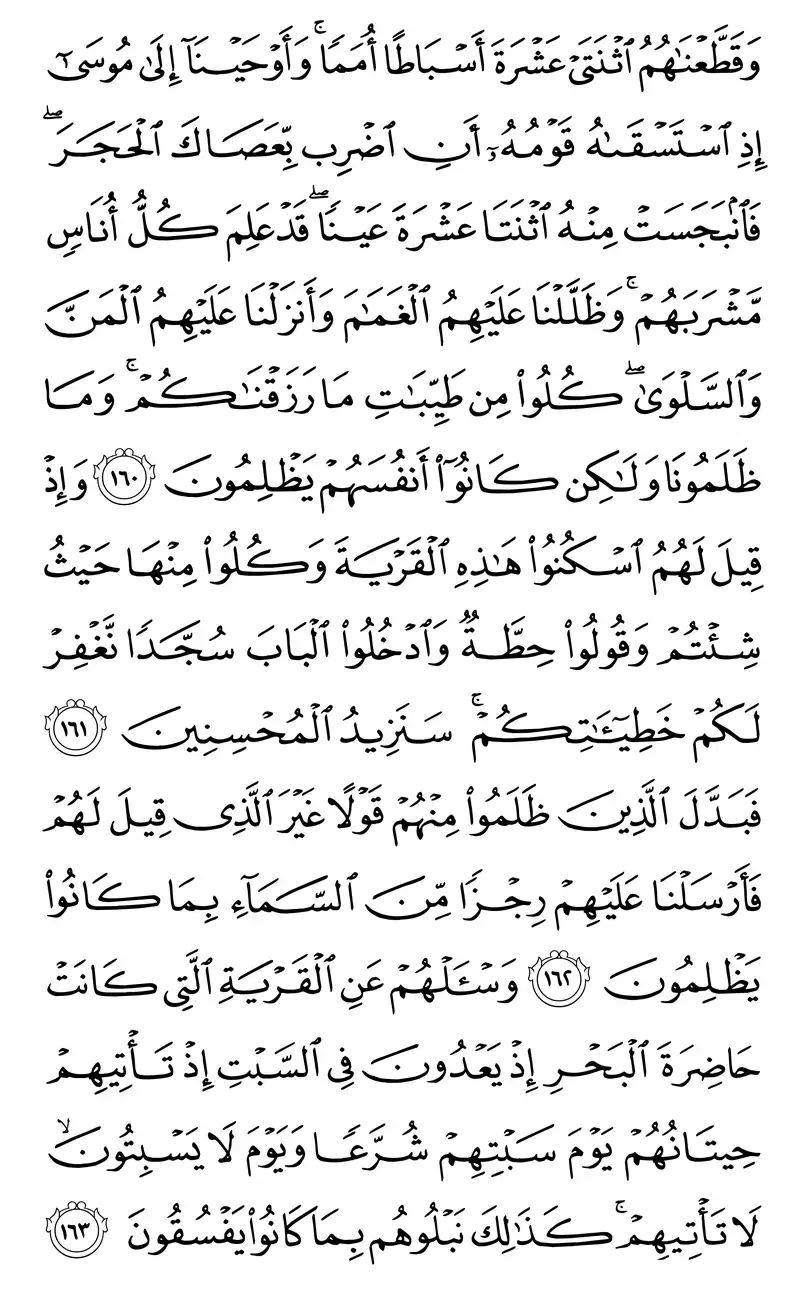 وَقَطَّعْنَٰهُمُ ٱثْنَتَىْ عَشْرَةَ أَسْبَاطًا أُمَمًا ۚ وَأَوْحَيْنَآ إِلَىٰ مُوسَىٰٓ
إِذِ ٱسْتَسْقَىٰهُ قَوْمُهُۥٓ أَنِ ٱضْرِب بِّعَصَاكَ ٱلْحَجَرَ ۖ
فَٱنۢبَجَسَتْ مِنْهُ ٱثْنَتَا عَشْرَةَ عَيْنًا ۖ قَدْ عَلِمَ كُلُّ أُنَاسٍ
مَّشْرَبَهُمْ ۚ وَظَلَّلْنَا عَلَيْهِمُ ٱلْغَمَٰمَ وَأَنزَلْنَا عَلَيْهِمُ ٱلْمَنَّ
وَٱلسَّلْوَىٰ ۖ كُلُوا۟ مِن طَيِّبَٰتِ مَا رَزَقْنَٰكُمْ ۚ وَمَا
ظَلَمُونَا وَلَٰكِن كَانُوٓا۟ أَنفُسَهُمْ يَظْلِمُونَ ١٦٠ وَإِذْ
قِيلَ لَهُمُ ٱسْكُنُوا۟ هَٰذِهِ ٱلْقَرْيَةَ وَكُلُوا۟ مِنْهَا حَيْثُ
شِئْتُمْ وَقُولُوا۟ حِطَّةٌ وَٱدْخُلُوا۟ ٱلْبَابَ سُجَّدًا نَّغْفِرْ
لَكُمْ خَطِيٓـَٰٔتِكُمْ ۚ سَنَزِيدُ ٱلْمُحْسِنِينَ ١٦١
فَبَدَّلَ ٱلَّذِينَ ظَلَمُوا۟ مِنْهُمْ قَوْلًا غَيْرَ ٱلَّذِى قِيلَ لَهُمْ
فَأَرْسَلْنَا عَلَيْهِمْ رِجْزًا مِّنَ ٱلسَّمَآءِ بِمَا كَانُوا۟
يَظْلِمُونَ ١٦٢ وَسْـَٔلْهُمْ عَنِ ٱلْقَرْيَةِ ٱلَّتِى كَانَتْ
حَاضِرَةَ ٱلْبَحْرِ إِذْ يَعْدُونَ فِى ٱلسَّبْتِ إِذْ تَأْتِيهِمْ
حِيتَانُهُمْ يَوْمَ سَبْتِهِمْ شُرَّعًا وَيَوْمَ لَا يَسْبِتُونَ ۙ
لَا تَأْتِيهِمْ ۚ كَذَٰلِكَ نَبْلُوهُم بِمَا كَانُوا۟ يَفْسُقُونَ ١٦٣